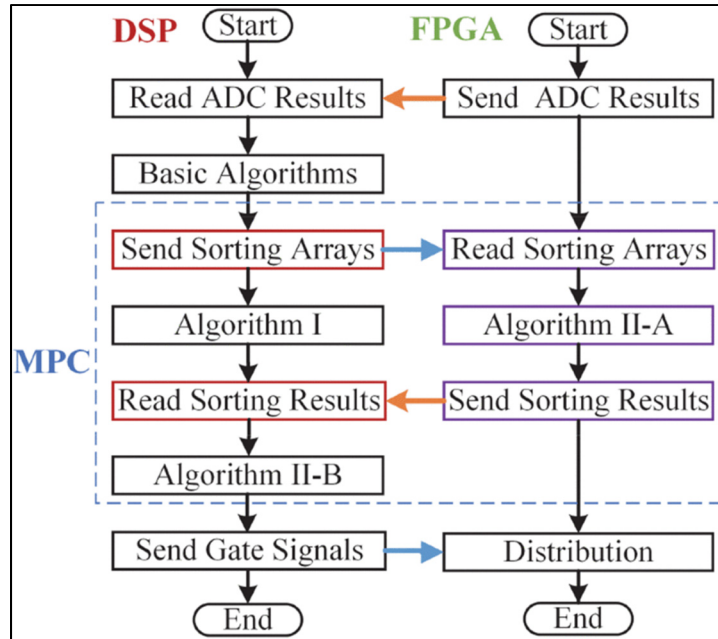 DSP Start FPGA Start
Read ADC Results Send ADC Results
Basic Algorithms
Send Sorting Arrays Read Sorting Arrays
Algorithm I Algorithm II-A
MPC
Read Sorting Results Send Sorting Results
Algorithm II-B
Send Gate Signals Distribution
End End